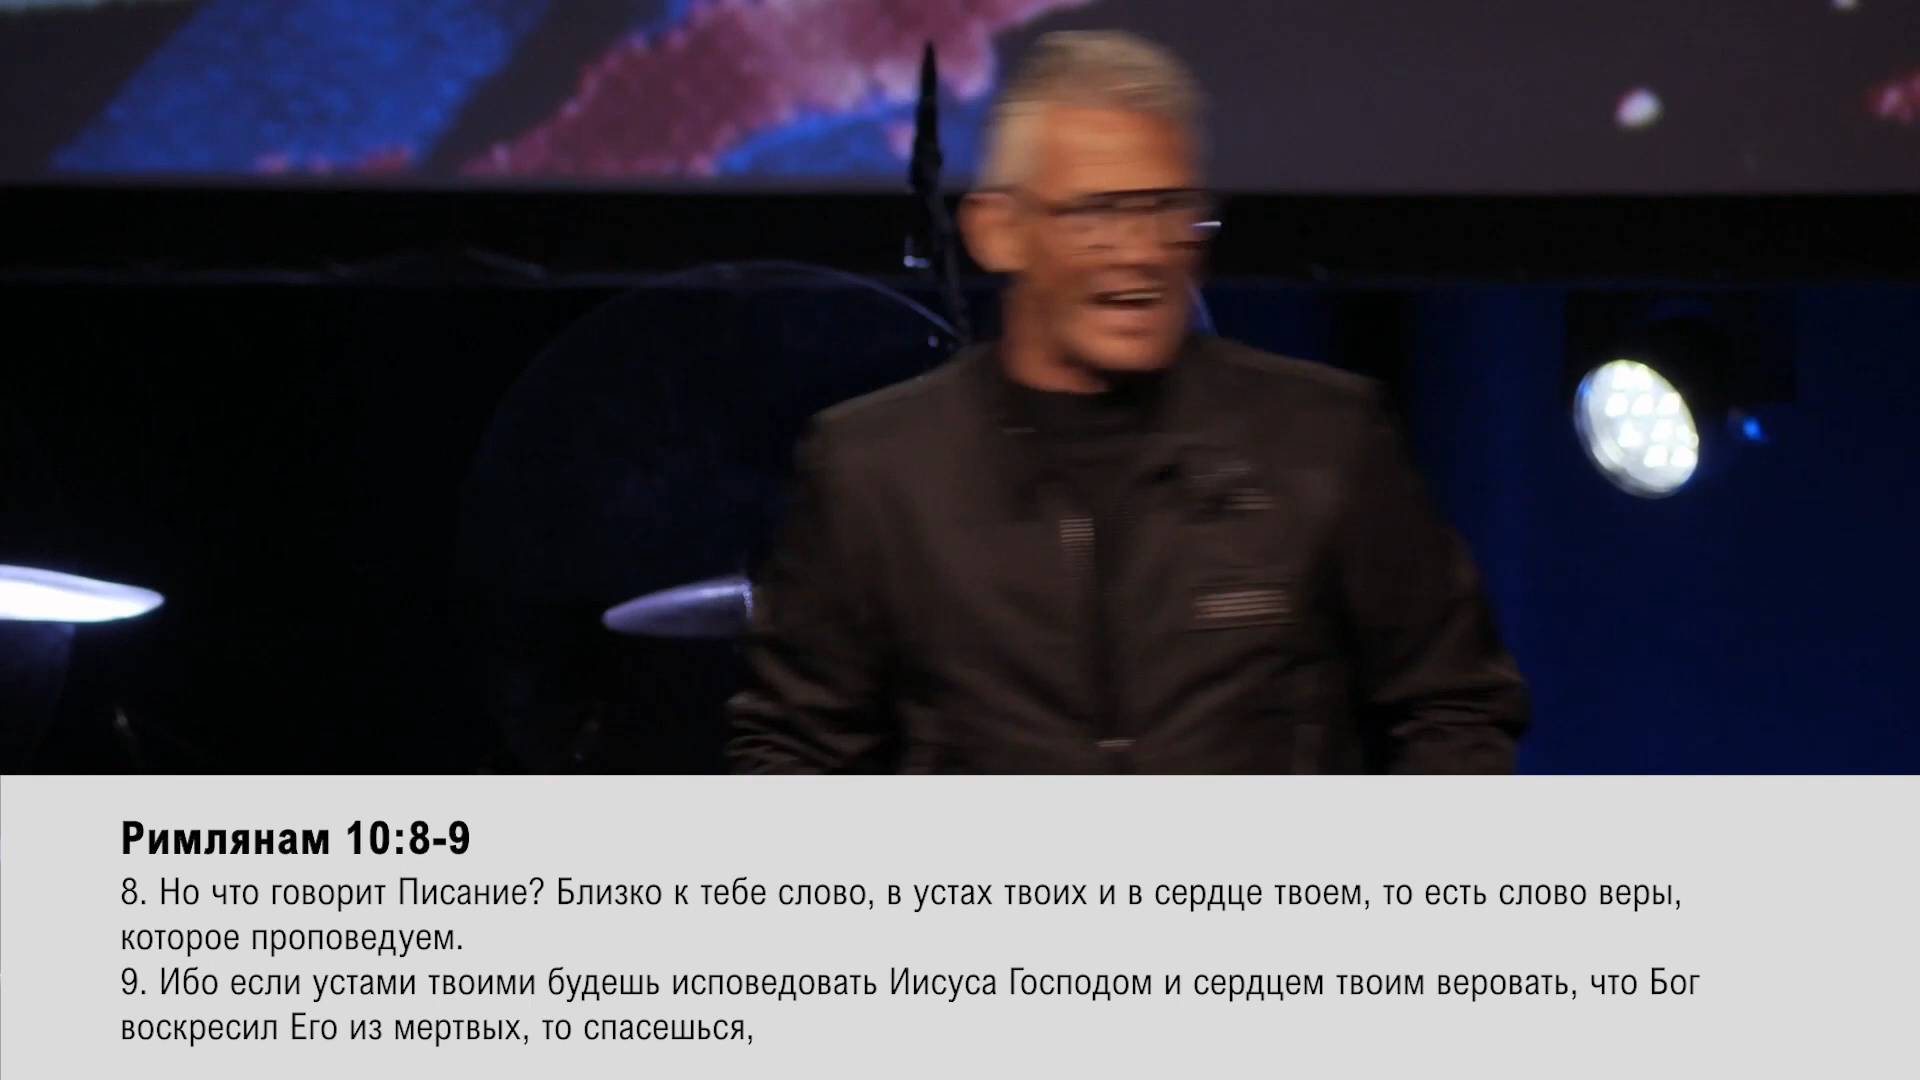 Римлянам 10:8-9
8. Но что говорит Писание? Близко к тебе слово, в устах твоих и в сердце твоем, то есть слово веры,
которое проповедуем.
9. Ибо если устами твоими будешь исповедовать Иисуса Господом и сердцем твоим веровать, что Бог
воскресил Его из мертвых, то спасешься,